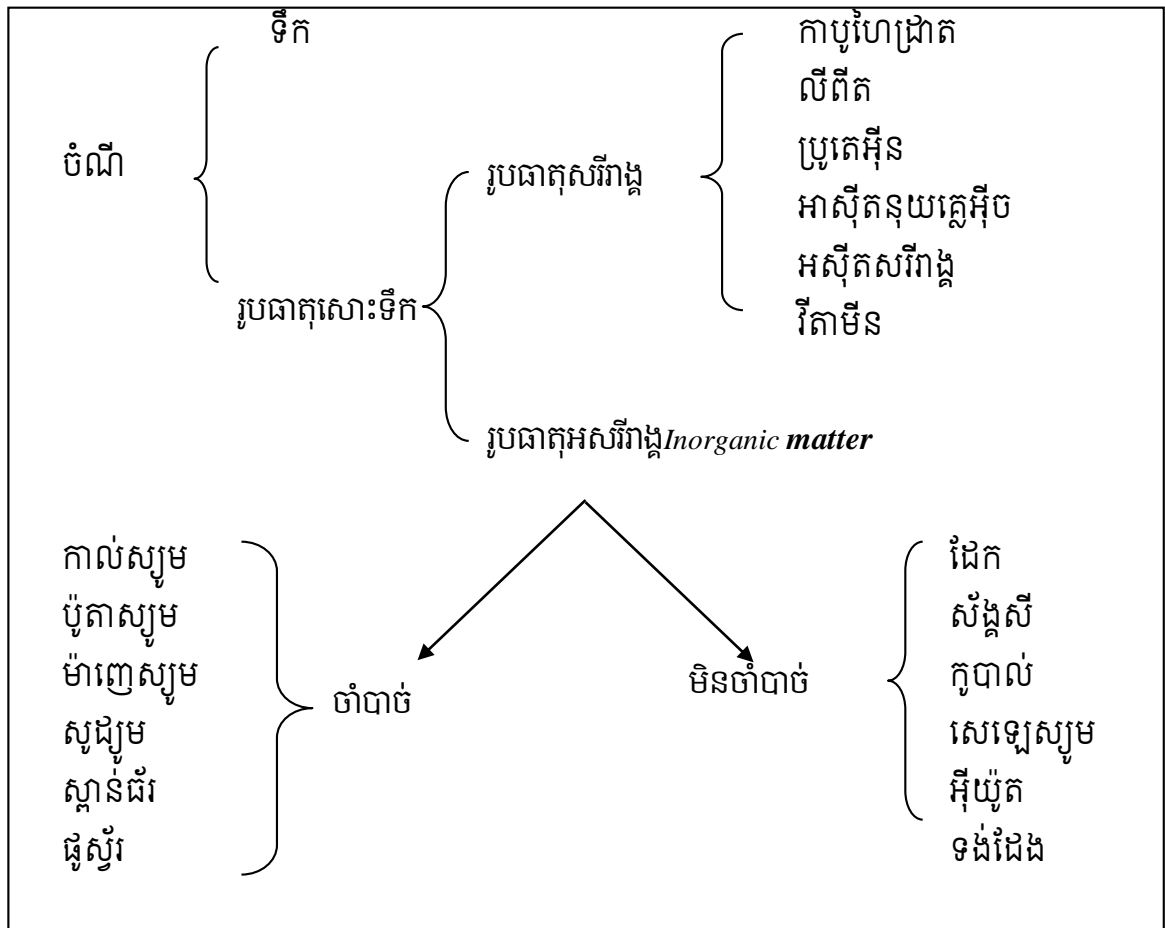 ទឹក
ចំណី
រូបធាតុសោះទឹក
រូបធាតុសរីរាង្គ
កាបូហៃដ្រាត
លីពីត
ប្រូតេអ៊ីន
អាស៊ីតនុយគ្លេអ៊ីច
អស៊ីតសរីរាង្គ
វីតាមីន
រូបធាតុអសរីរាង្គInorganic matter
កាល់ស្យូម
ប៉ូតាស្យូម
ម៉ាញេស្យូម
សូដ្យូម
ស្ពាន់ធ័រ
ផូស្វ័រ
ចាំបាច់
មិនចាំបាច់
ដែក
ស័ង្គសី
កូបាល់
សេឡេស្យូម
អ៊ីយ៉ូត
ទង់ដែង